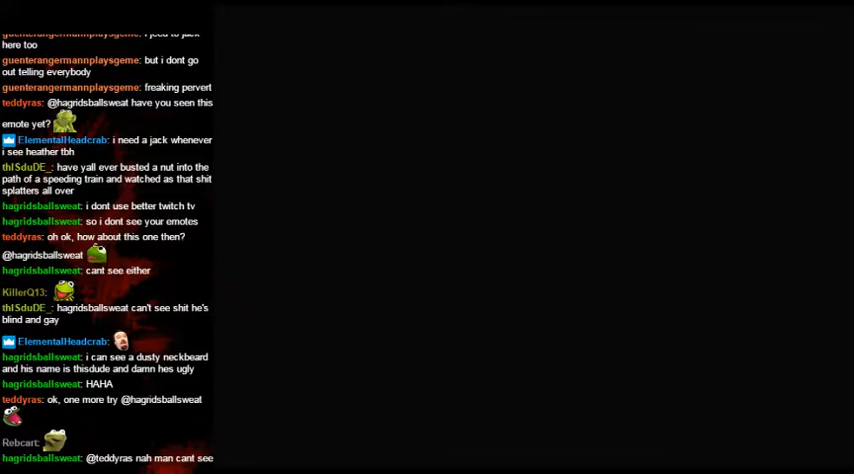 guenterangermannplaysgeme: i jeed to jack
here too
guenterangermannplaysgeme: but i dont go
out telling everybody
guenterangermannplaysgeme: freaking pervert
teddyras: @hagridsballsweat have you seen this
emote yet?
ElementalHeadcrab: i need a jack whenever
i see heather tbh
thISduDE_: have yall ever busted a nut into the
path of a speeding train and watched as that shit
splatters all over
hagridsballsweat: i dont use better twitch tv
hagridsballsweat: so i dont see your emotes
teddyras: oh ok, how about this one then?
@hagridsballsweat
hagridsballsweat: cant see either
KillerQ13:
thISduDE_: hagridsballsweat can't see shit he's
blind and gay
ElementalHeadcrab:
hagridsballsweat: i can see a dusty neckbeard
and his name is thisdude and damn hes ugly
hagridsballsweat: HAHA
teddyras: ok, one more try @hagridsballsweat
Rebcart:
hagridsballsweat: @teddyras nah man cant see